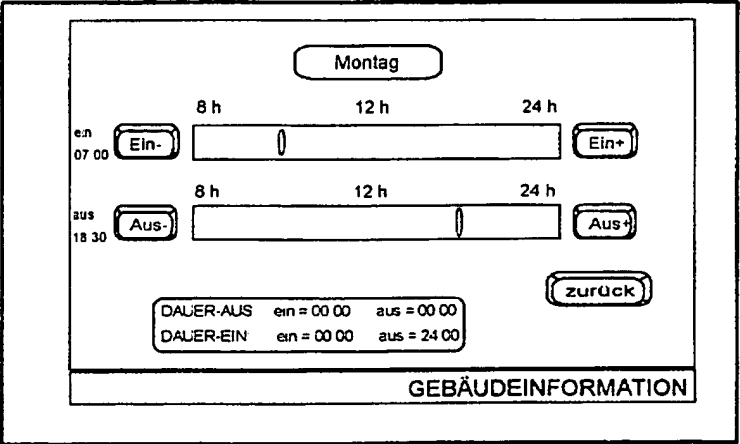 Montag
8 h 12 h 24 h
ein
07 00
Ein-
Ein+
8 h 12 h 24 h
aus
18 30
Aus-
Aus+
zurück
DAUER-AUS ein = 00 00 aus = 00 00
DAUER-EIN ein = 00 00 aus = 24 00
GEBÄUDEINFORMATION